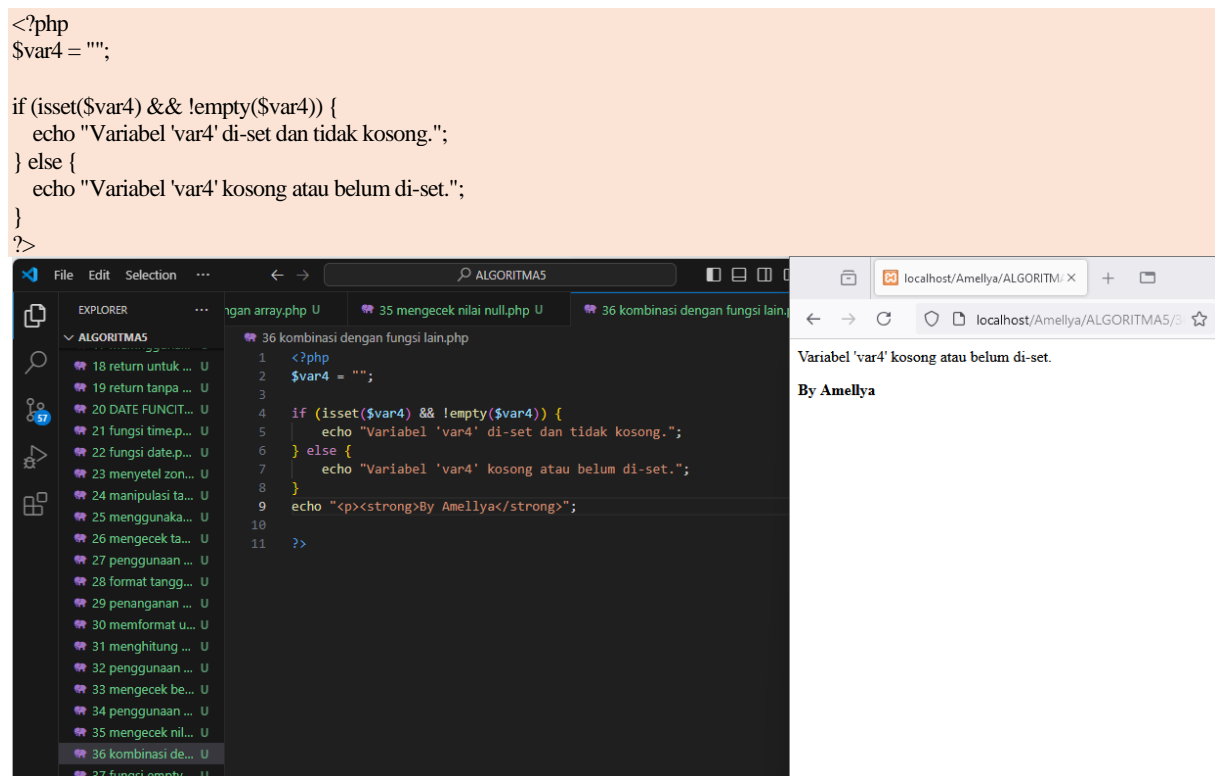 <?php
$var4 = "";
if (isset($var4) && !empty($var4)) {
echo "Variabel 'var4' di-set dan tidak kosong.";
} else {
echo "Variabel 'var4' kosong atau belum di-set.";
}
?>
File Edit Selection ··· ← → ALGORITMA5
EXPLORER ···
ALGORITMA5
18 return untuk ... U
19 return tanpa ... U
20 DATE FUNCIT... U
21 fungsi time.p... U
22 fungsi date.p... U
23 menyetel zon... U
24 manipulasi ta... U
25 menggunaka... U
26 mengecek ta... U
27 penggunaan ... U
28 format tangg... U
29 penanganan ... U
30 memformat u... U
31 menghitung ... U
32 penggunaan ... U
33 mengecek be... U
34 penggunaan ... U
35 mengecek nil... U
36 kombinasi de... U
37 fungsi empty... U
57
ngan array.php U 35 mengecek nilai null.php U 36 kombinasi dengan fungsi lain.p
36 kombinasi dengan fungsi lain.php
1 <?php
2 $var4 = "";
3
4 if (isset($var4) && !empty($var4)) {
5 echo "Variabel 'var4' di-set dan tidak kosong.";
6 } else {
7 echo "Variabel 'var4' kosong atau belum di-set.";
8 }
9 echo "<p><strong>By Amellya</strong>";
10
11 ?>
localhost/Amellya/ALGORITM
localhost/Amellya/ALGORITMA5/3
Variabel 'var4' kosong atau belum di-set.
By Amellya